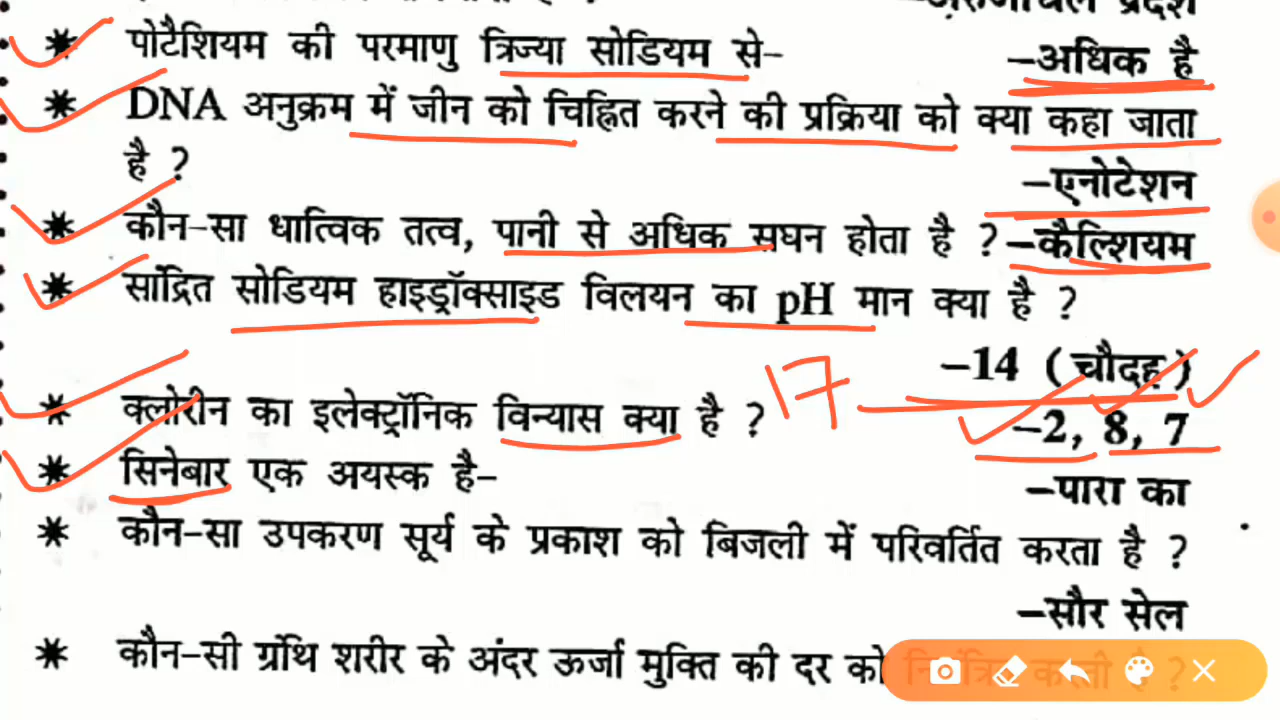 प्रदेश
* पोटैशियम की परमाणु त्रिज्या सोडियम से- -अधिक है
* DNA अनुक्रम में जीन को चिह्नित करने की प्रक्रिया को क्या कहा जाता
है ? -एनोटेशन
* कौन-सा धात्विक तत्व, पानी से अधिक सघन होता है ? -कैल्शियम
* सांद्रित सोडियम हाइड्रॉक्साइड विलयन का pH मान क्या है ?
-14 (चौदह)
* क्लोरीन का इलेक्ट्रॉनिक विन्यास क्या है ? 17 -2, 8, 7
* सिनेबार एक अयस्क है- -पारा का
* कौन-सा उपकरण सूर्य के प्रकाश को बिजली में परिवर्तित करता है ?
-सौर सेल
* कौन-सी ग्रंथि शरीर के अंदर ऊर्जा मुक्ति की दर को नियंत्रित करती है ?